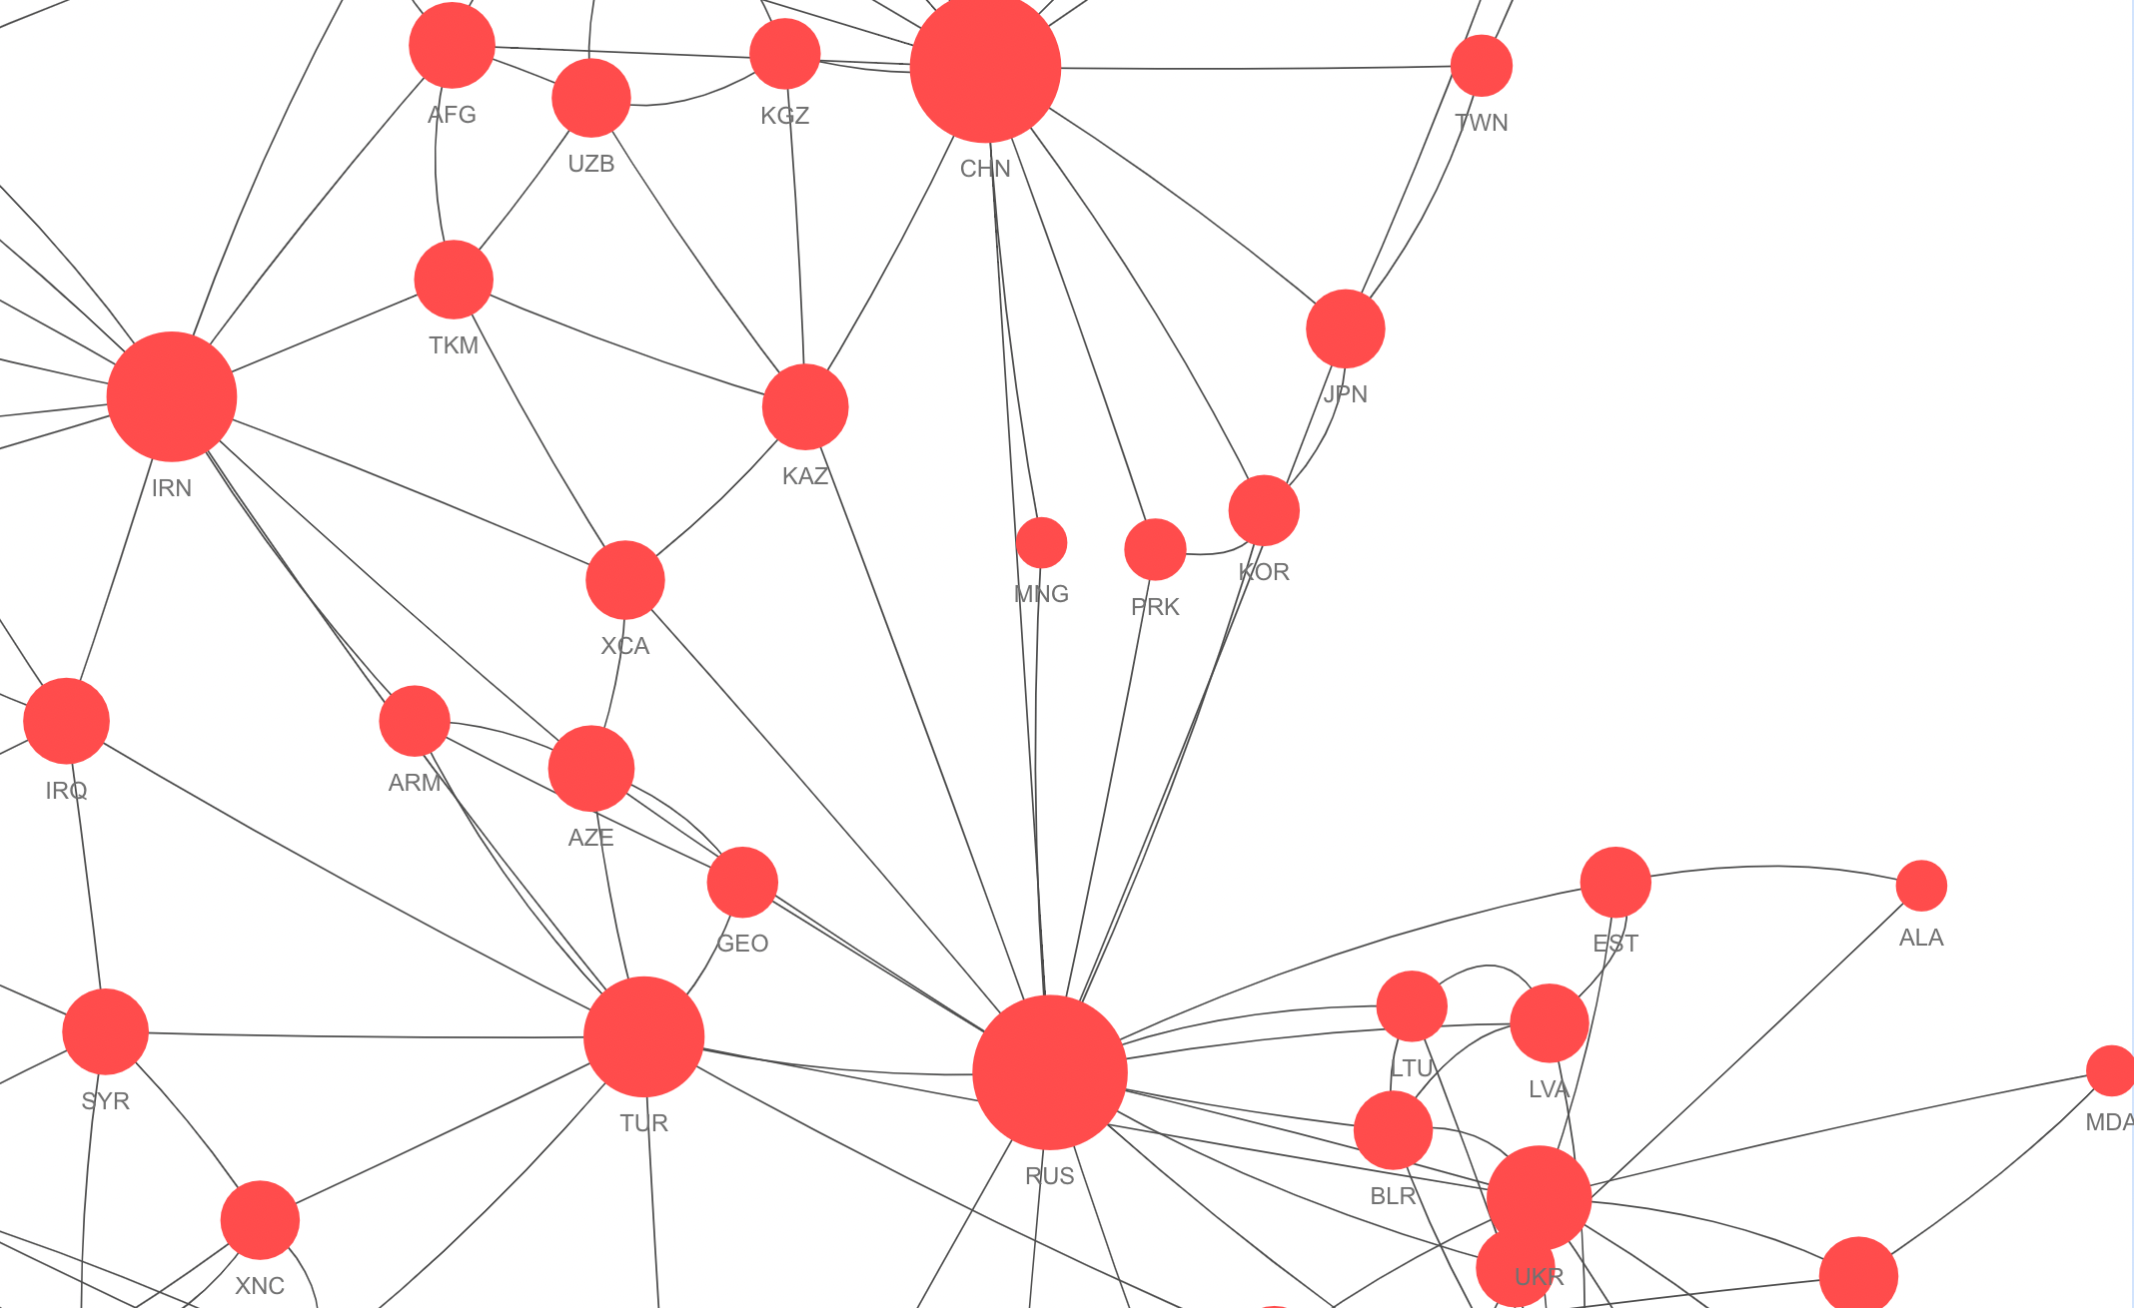 AFG
KGZ
TWN
UZB
CHN
TKM
JPN
KAZ
IRN
KOR
MNG
PRK
XCA
ARM
IRQ
AZE
GEO
EST
ALA
LTU
LVA
SYR
TUR
MDA
RUS
BLR
UKR
XNC